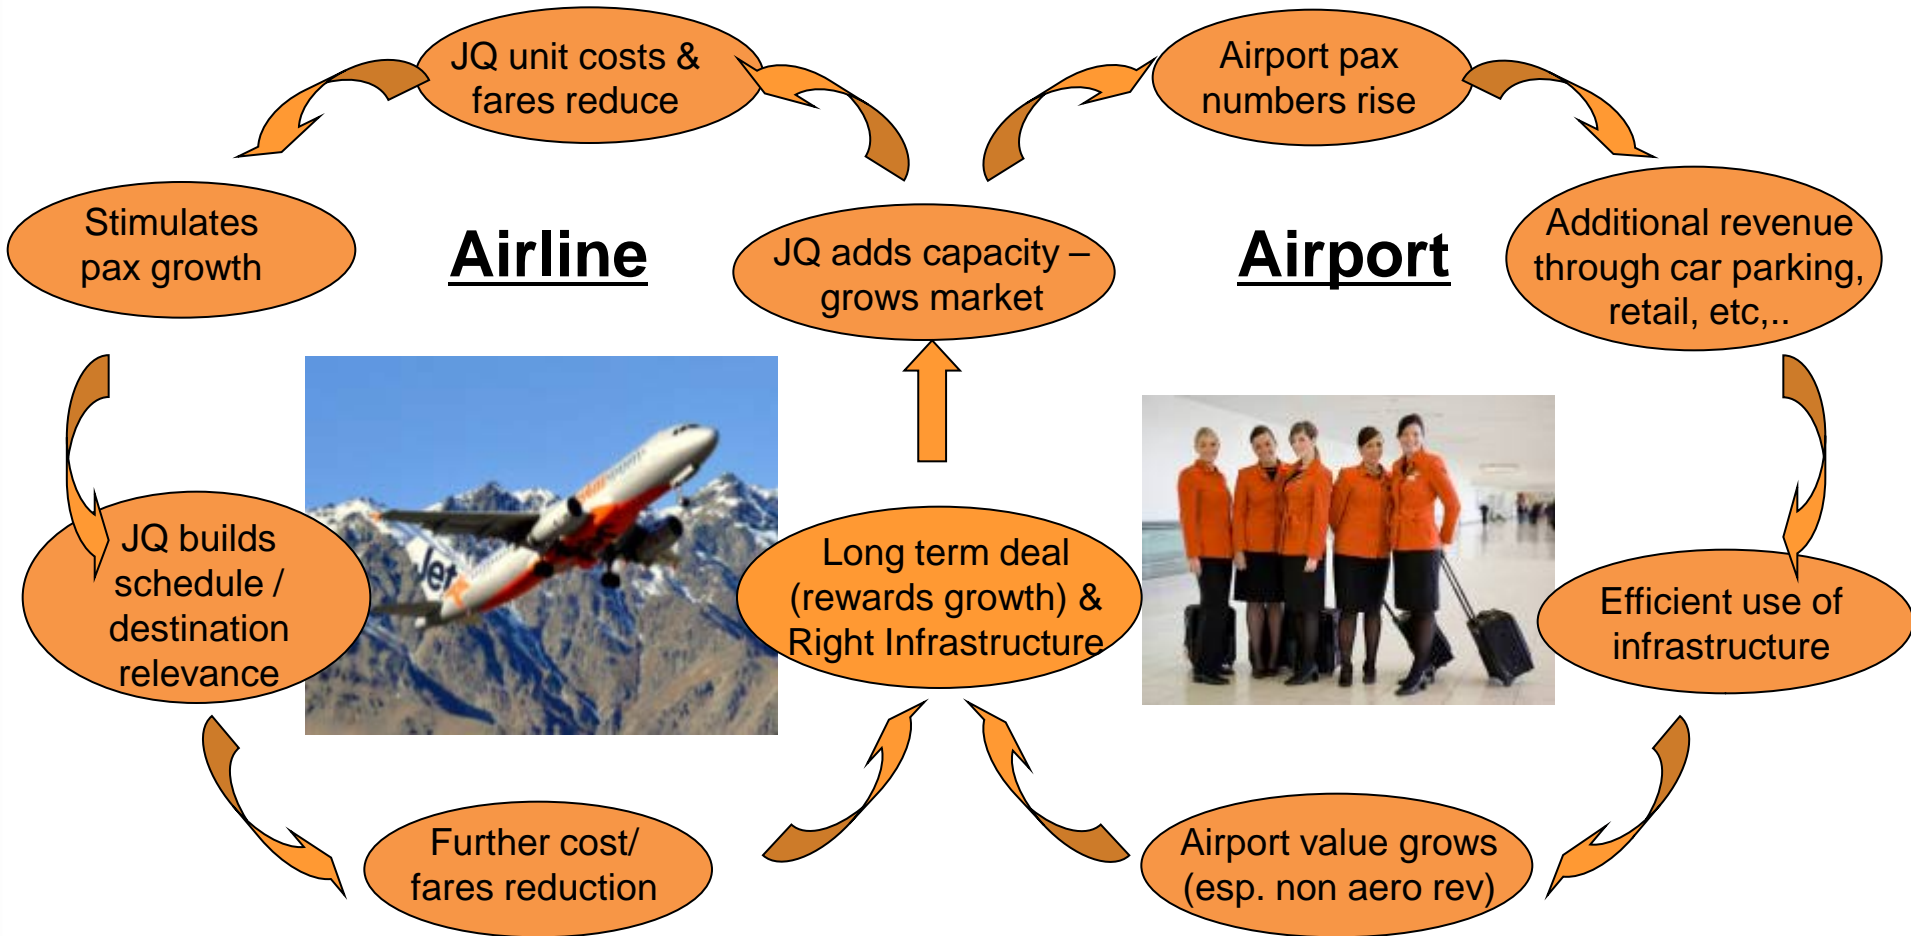 JQ unit costs &
fares reduce
Airport pax
numbers rise
Stimulates
pax growth
Airline
JQ adds capacity –
grows market
Airport
Additional revenue
through car parking,
retail, etc,..
JQ builds
schedule /
destination
relevance
Jet
Long term deal
(rewards growth) &
Right Infrastructure
Efficient use of
infrastructure
Further cost/
fares reduction
Airport value grows
(esp. non aero rev)